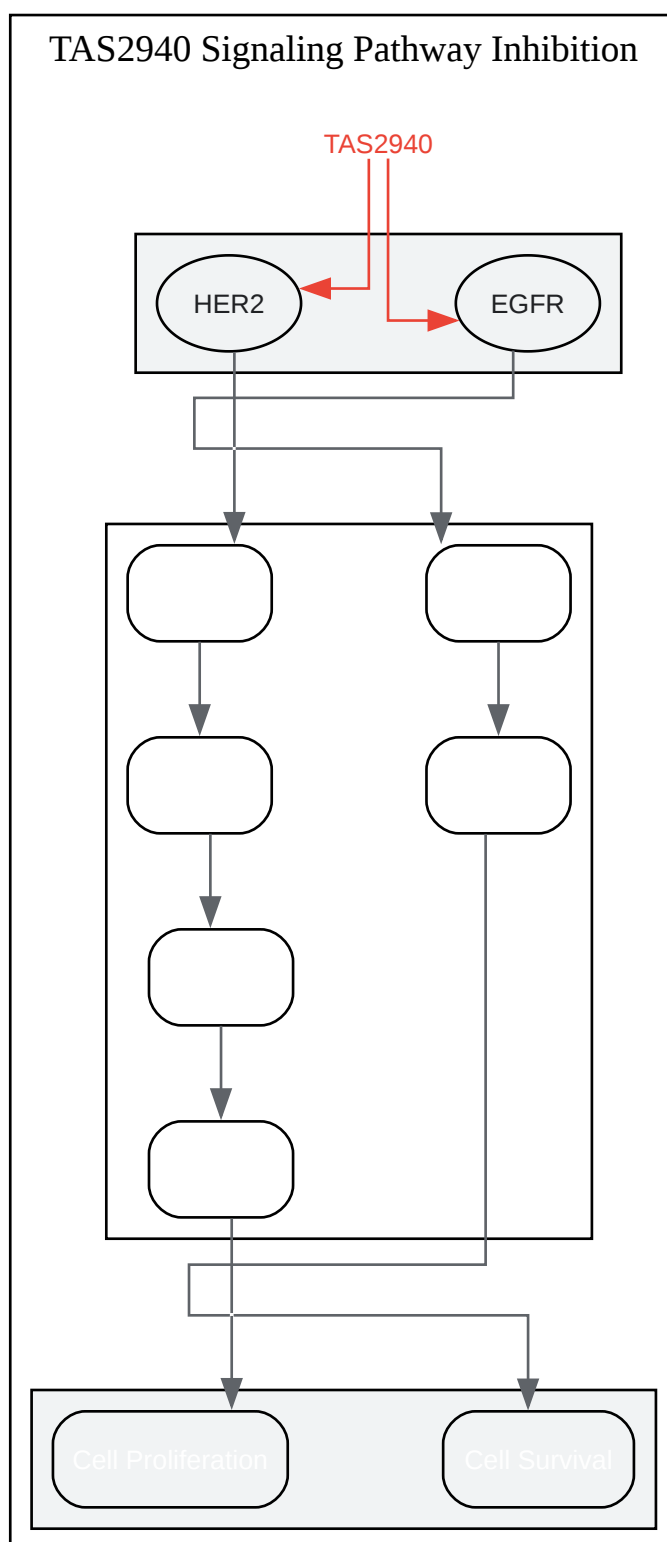 TAS2940 Signaling Pathway Inhibition
TAS2940
HER2
EGFR
Cell Proliferation
Cell Survival